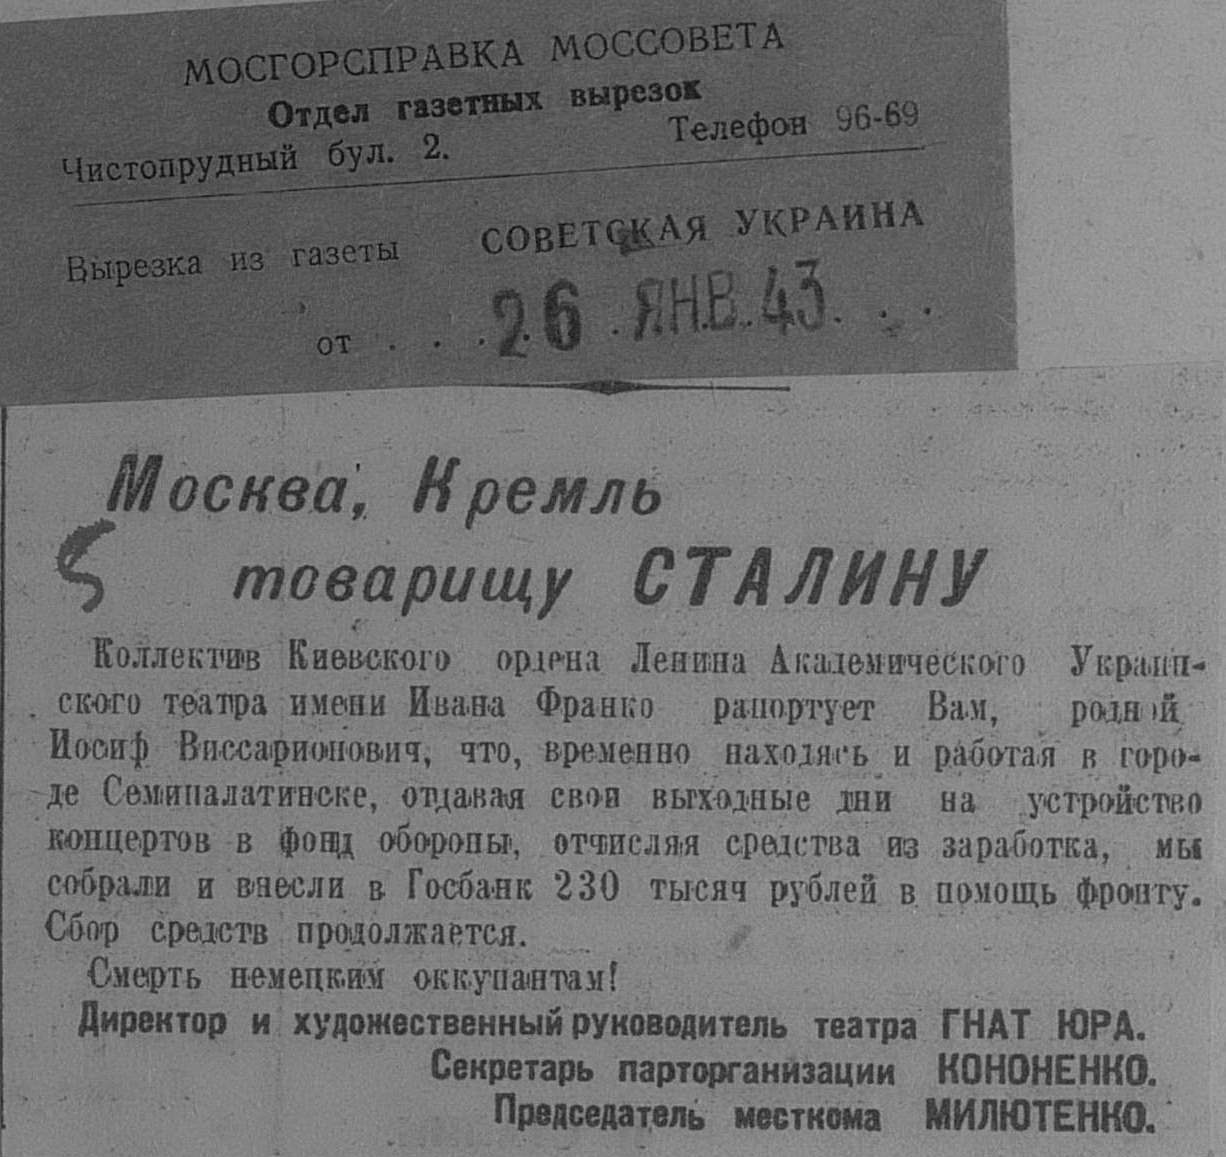 МОСГОРСПРАВКА МОССОВЕТА
Отдел газетных вырезок
Чистопрудный бул. 2. Телефон 96-69
Вырезка из газеты СОВЕТСКАЯ УКРАИНА
от . . . . 26 ЯНВ. 43 . . .
Москва, Кремль
товарищу СТАЛИНУ
Коллектив Киевского ордена Ленина Академического Украин-
ского театра имени Ивана Франко рапортует Вам, родной
Иосиф Виссарионович, что, временно находясь и работая в горо-
де Семипалатинске, отдавая свои выходные дни на устройство
концертов в фонд обороны, отчисляя средства из заработка, мы
собрали и внесли в Госбанк 230 тысяч рублей в помощь фронту.
Сбор средств продолжается.
Смерть немецким оккупантам!
Директор и художественный руководитель театра ГНАТ ЮРА.
Секретарь парторганизации КОНОНЕНКО.
Председатель месткома МИЛЮТЕНКО.